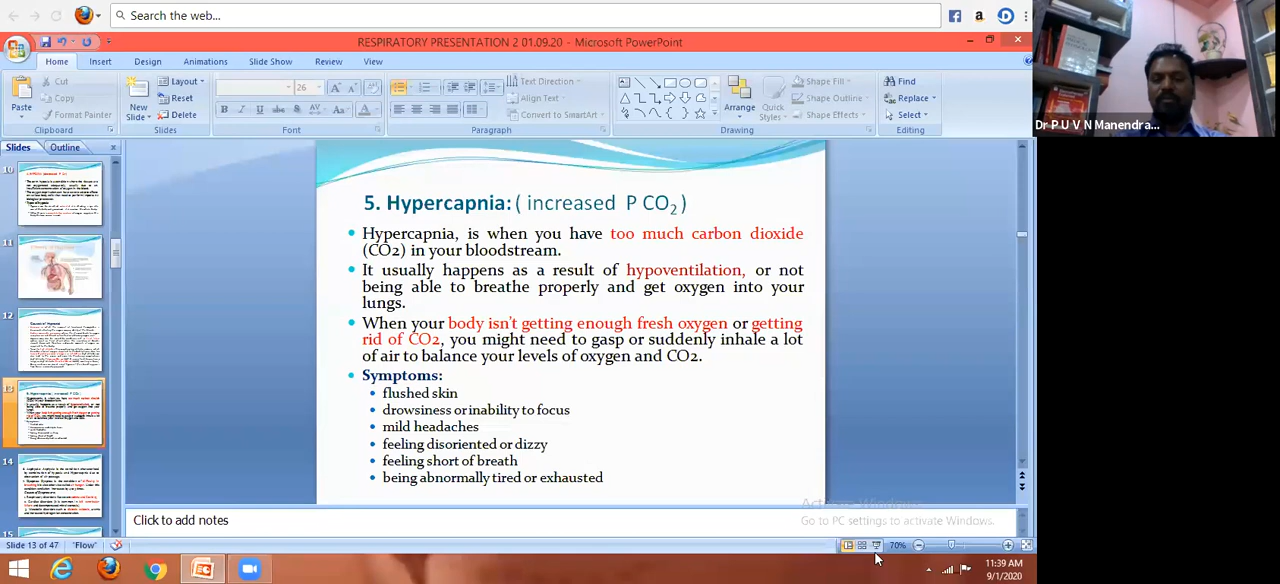 Search the web...
RESPIRATORY PRESENTATION 2 01.09.20 - Microsoft PowerPoint
Home Insert Design Animations Slide Show Review View
Paste
Cut
Copy
Format Painter
Clipboard
New
Slide
Layout
Reset
Delete
Slides
26
Font
Paragraph
Text Direction
Align Text
Convert to SmartArt
Arrange
Quick
Styles
Drawing
Shape Fill
Shape Outline
Shape Effects
Find
Replace
Select
Editing
Dr P U V N Manendra...
Slides Outline
10
11
12
13
14
15
5. Hypercapnia: ( increased P CO2 )
Hypercapnia, is when you have too much carbon dioxide
(CO2) in your bloodstream.
It usually happens as a result of hypoventilation, or not
being able to breathe properly and get oxygen into your
lungs.
When your body isn't getting enough fresh oxygen or getting
rid of CO2, you might need to gasp or suddenly inhale a lot
of air to balance your levels of oxygen and CO2.
Symptoms:
flushed skin
drowsiness or inability to focus
mild headaches
feeling disoriented or dizzy
feeling short of breath
being abnormally tired or exhausted
Activate Windows
Go to PC settings to activate Windows.
Click to add notes
Slide 13 of 47 "Flow" 70%
11:39 AM
9/1/2020